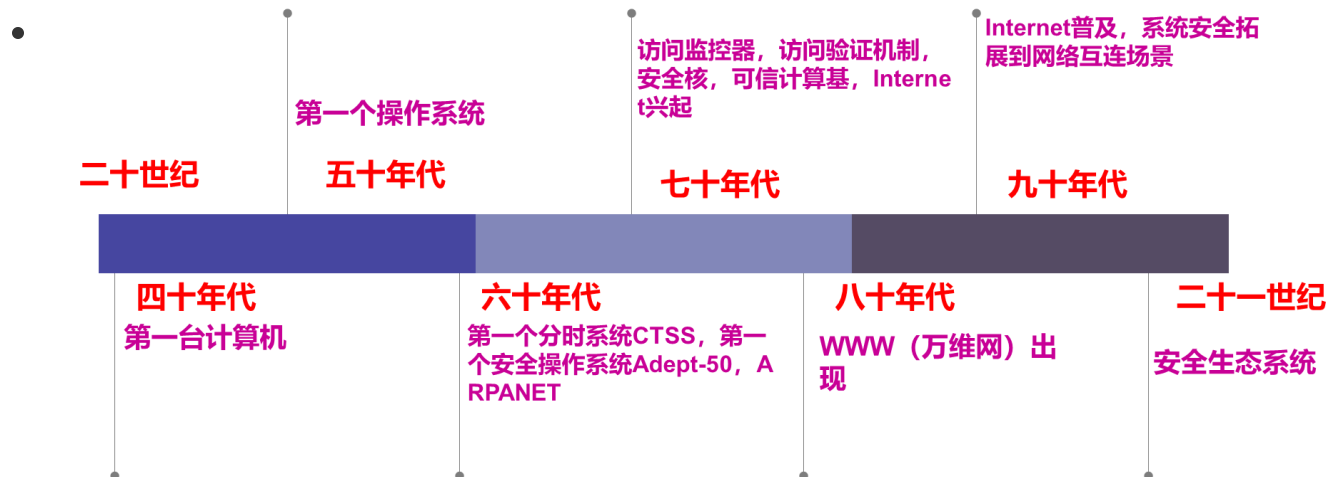 Internet普及，系统安全拓
展到网络互连场景
访问监控器，访问验证机制，
安全核，可信计算基，Interne
t兴起
第一个操作系统
二十世纪
五十年代
七十年代
九十年代
四十年代
第一台计算机
六十年代
第一个分时系统CTSS，第一
个安全操作系统Adept-50，A
RPANET
八十年代
WWW（万维网）出
现
二十一世纪
安全生态系统